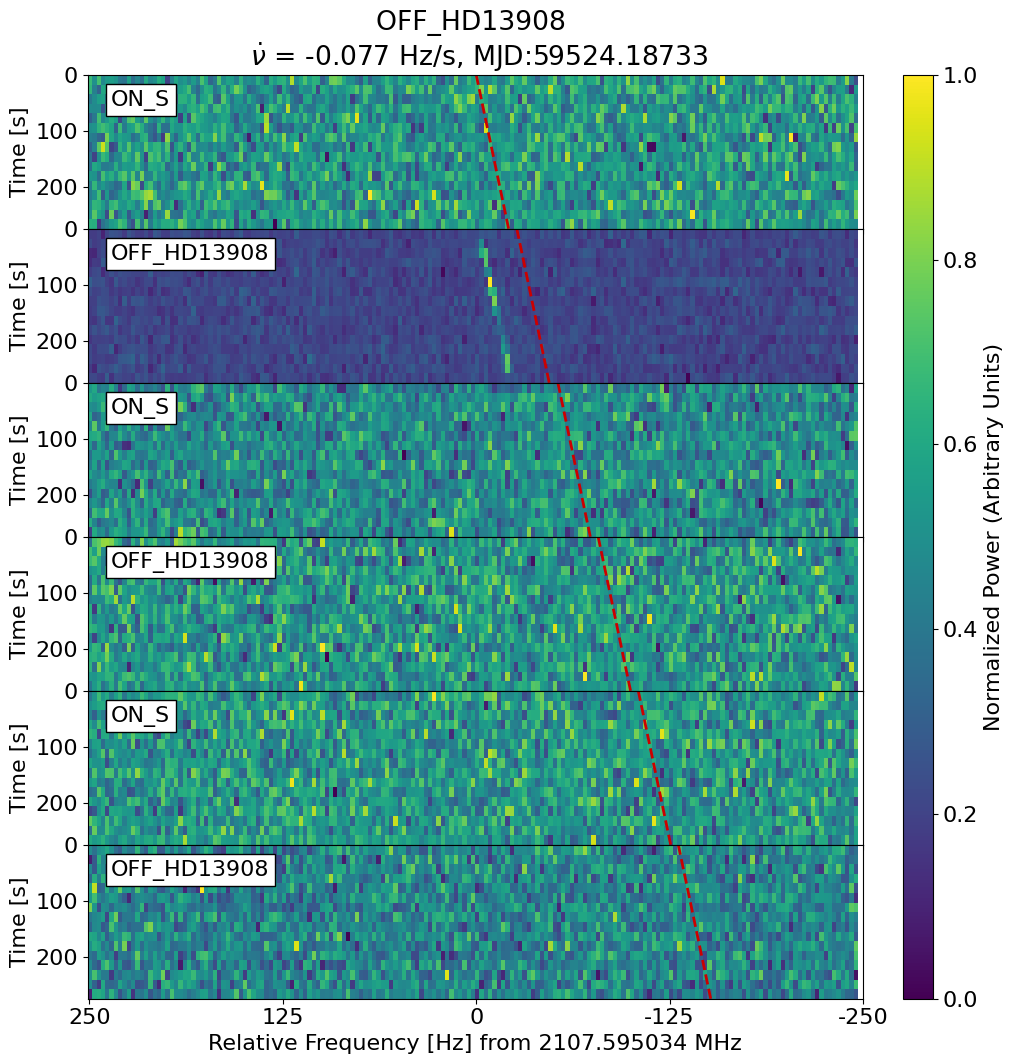 OFF_HD13908
ν̇ = -0.077 Hz/s, MJD:59524.18733
ON_S
OFF_HD13908
ON_S
OFF_HD13908
ON_S
OFF_HD13908
0
100
200
0
100
200
0
100
200
0
100
200
0
100
200
0
100
200
Time [s]
Time [s]
Time [s]
Time [s]
Time [s]
Time [s]
250 125 0 -125 -250
Relative Frequency [Hz] from 2107.595034 MHz
1.0
0.8
0.6
0.4
0.2
0.0
Normalized Power (Arbitrary Units)